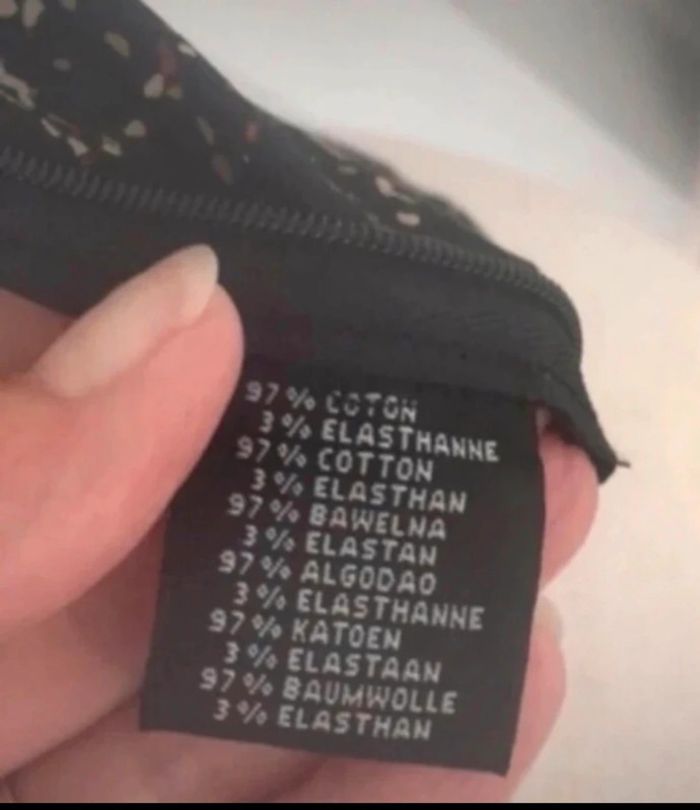 97% COTON
3% ELASTHANNE
97% COTTON
3% ELASTHAN
97% BAWELNA
3% ELASTAN
97% ALGODAO
3% ELASTHANNE
97% KATOEN
3% ELASTAAN
97% BAUMWOLLE
3% ELASTHAN